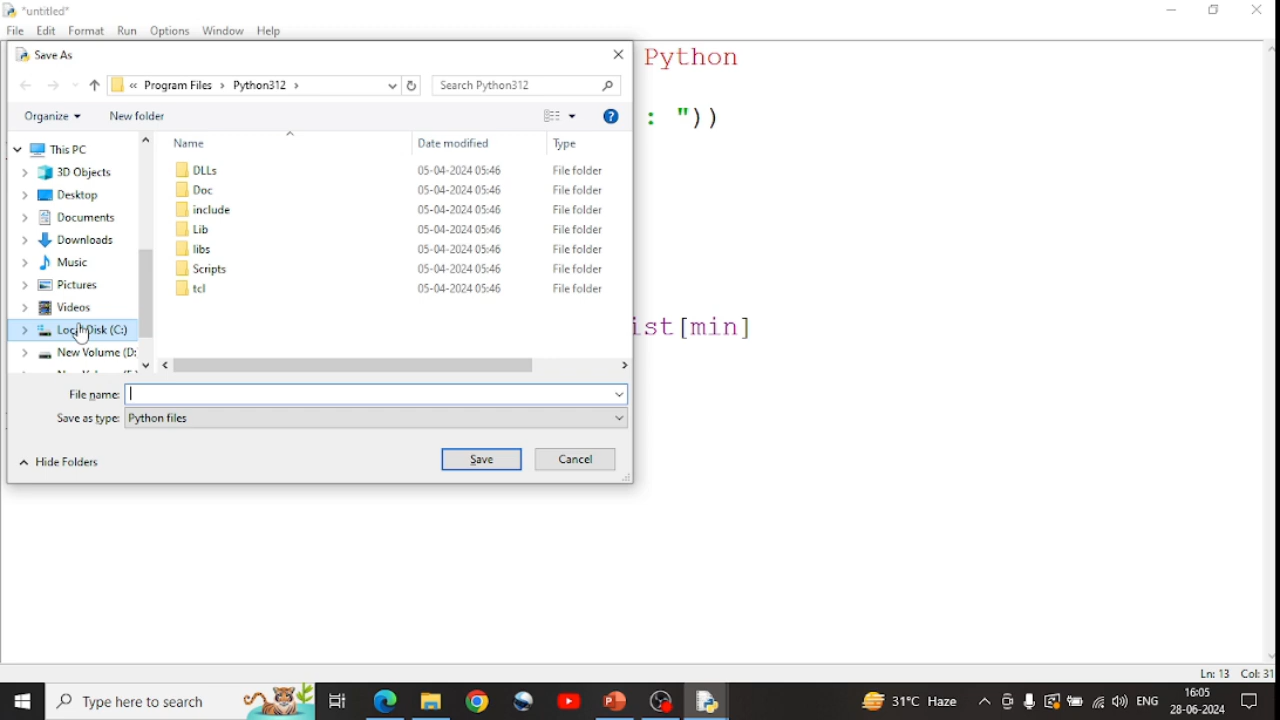 *untitled*
File Edit Format Run Options Window Help
Save As
« Program Files > Python312 >
Search Python312
Organize
New folder
This PC
3D Objects
Desktop
Documents
Downloads
Music
Pictures
Videos
Local Disk (C:)
New Volume (D:
Name Date modified Type
DLLs 05-04-2024 05:46 File folder
Doc 05-04-2024 05:46 File folder
include 05-04-2024 05:46 File folder
Lib 05-04-2024 05:46 File folder
libs 05-04-2024 05:46 File folder
Scripts 05-04-2024 05:46 File folder
tcl 05-04-2024 05:46 File folder
File name:
Save as type: Python files
Hide Folders
Save
Cancel
Python
: "))
ist[min]
Ln: 13 Col: 31
Type here to search
31°C Haze
ENG
16:05
28-06-2024